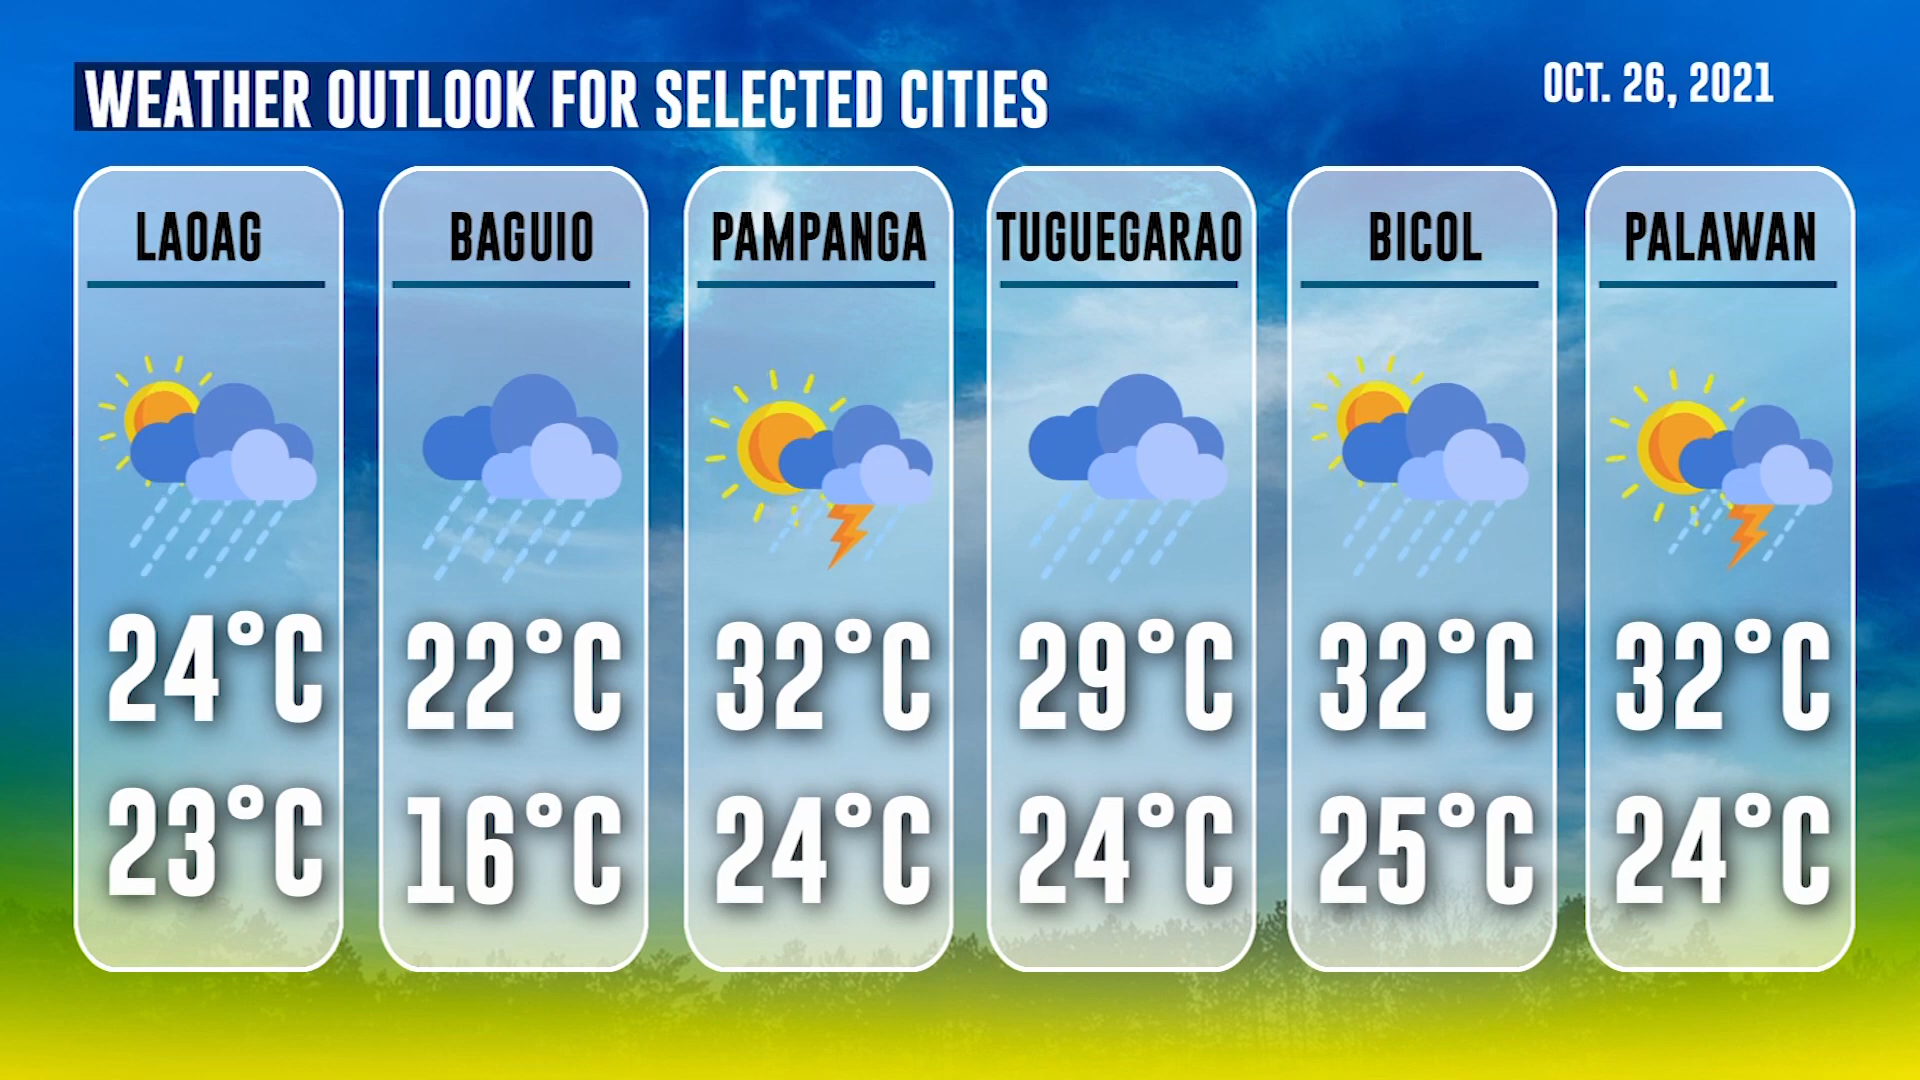 WEATHER OUTLOOK FOR SELECTED CITIES
OCT. 26, 2021
LAOAG
24°C
23°C
BAGUIO
22°C
16°C
PAMPANGA
32°C
24°C
TUGUEGARAO
29°C
24°C
BICOL
32°C
25°C
PALAWAN
32°C
24°C